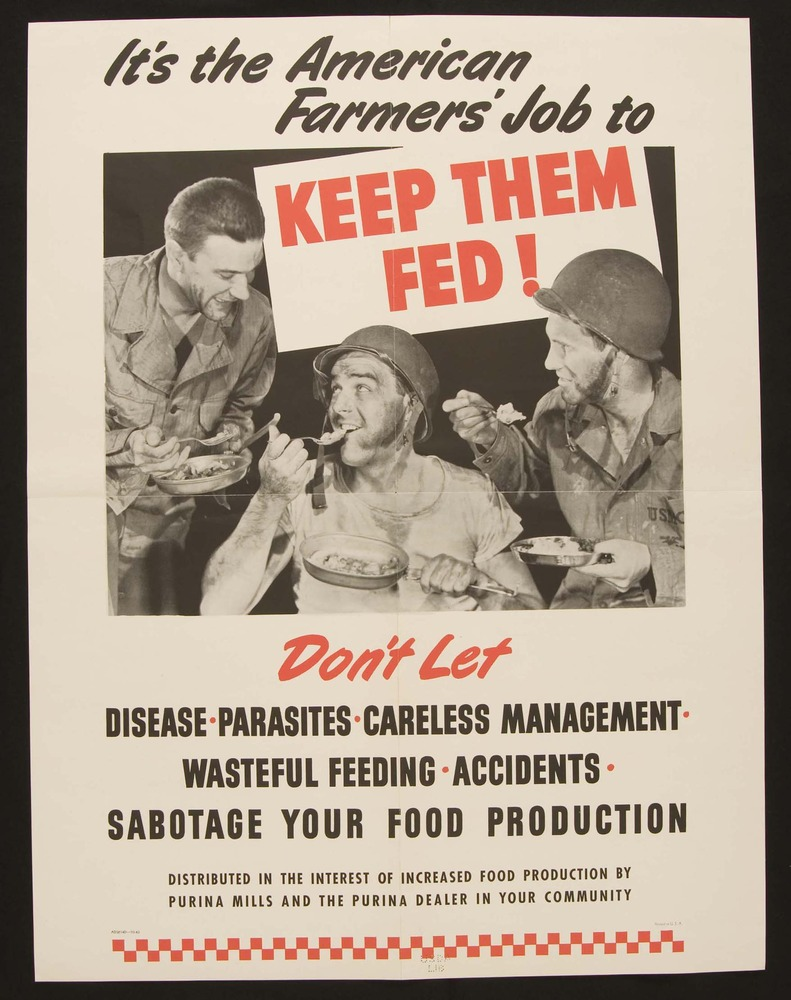 It's the American
Farmers' Job to
KEEP THEM
FED!
USMC
Don't Let
DISEASE · PARASITES · CARELESS MANAGEMENT ·
WASTEFUL FEEDING · ACCIDENTS ·
SABOTAGE YOUR FOOD PRODUCTION
DISTRIBUTED IN THE INTEREST OF INCREASED FOOD PRODUCTION BY
PURINA MILLS AND THE PURINA DEALER IN YOUR COMMUNITY
LIB